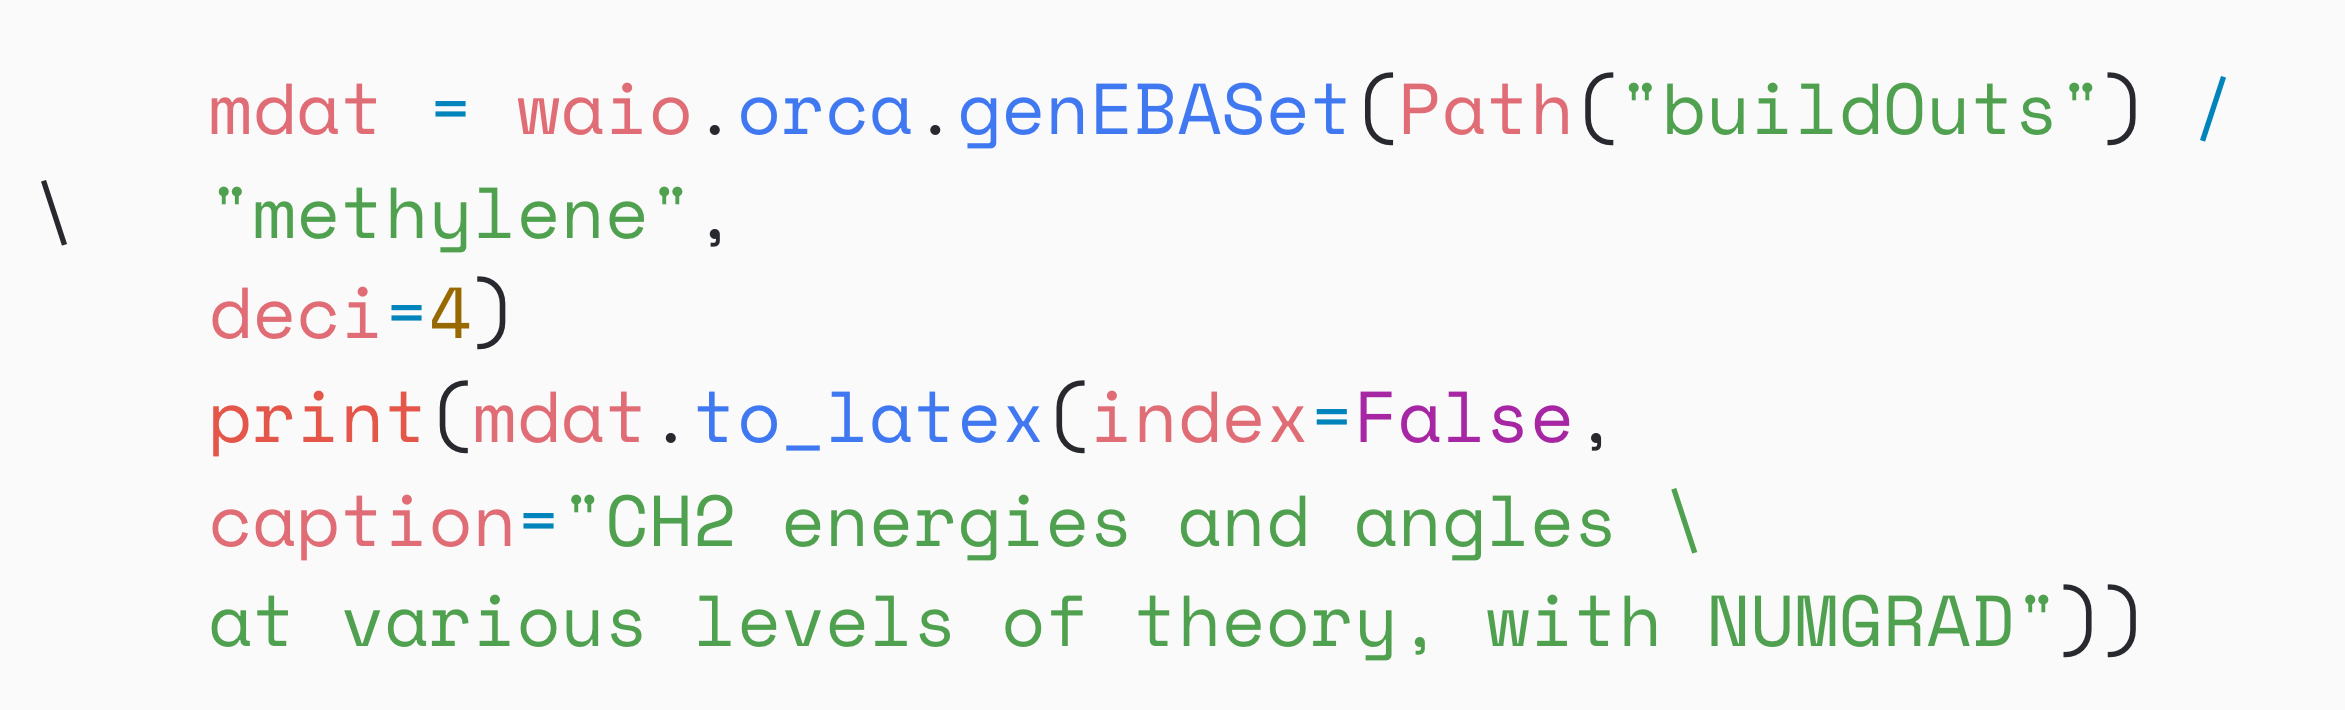 mdat = waio.orca.genEBASet(Path("buildOuts") /
\    "methylene",
deci=4)
print(mdat.to_latex(index=False,
caption="CH2 energies and angles \
at various levels of theory, with NUMGRAD"))